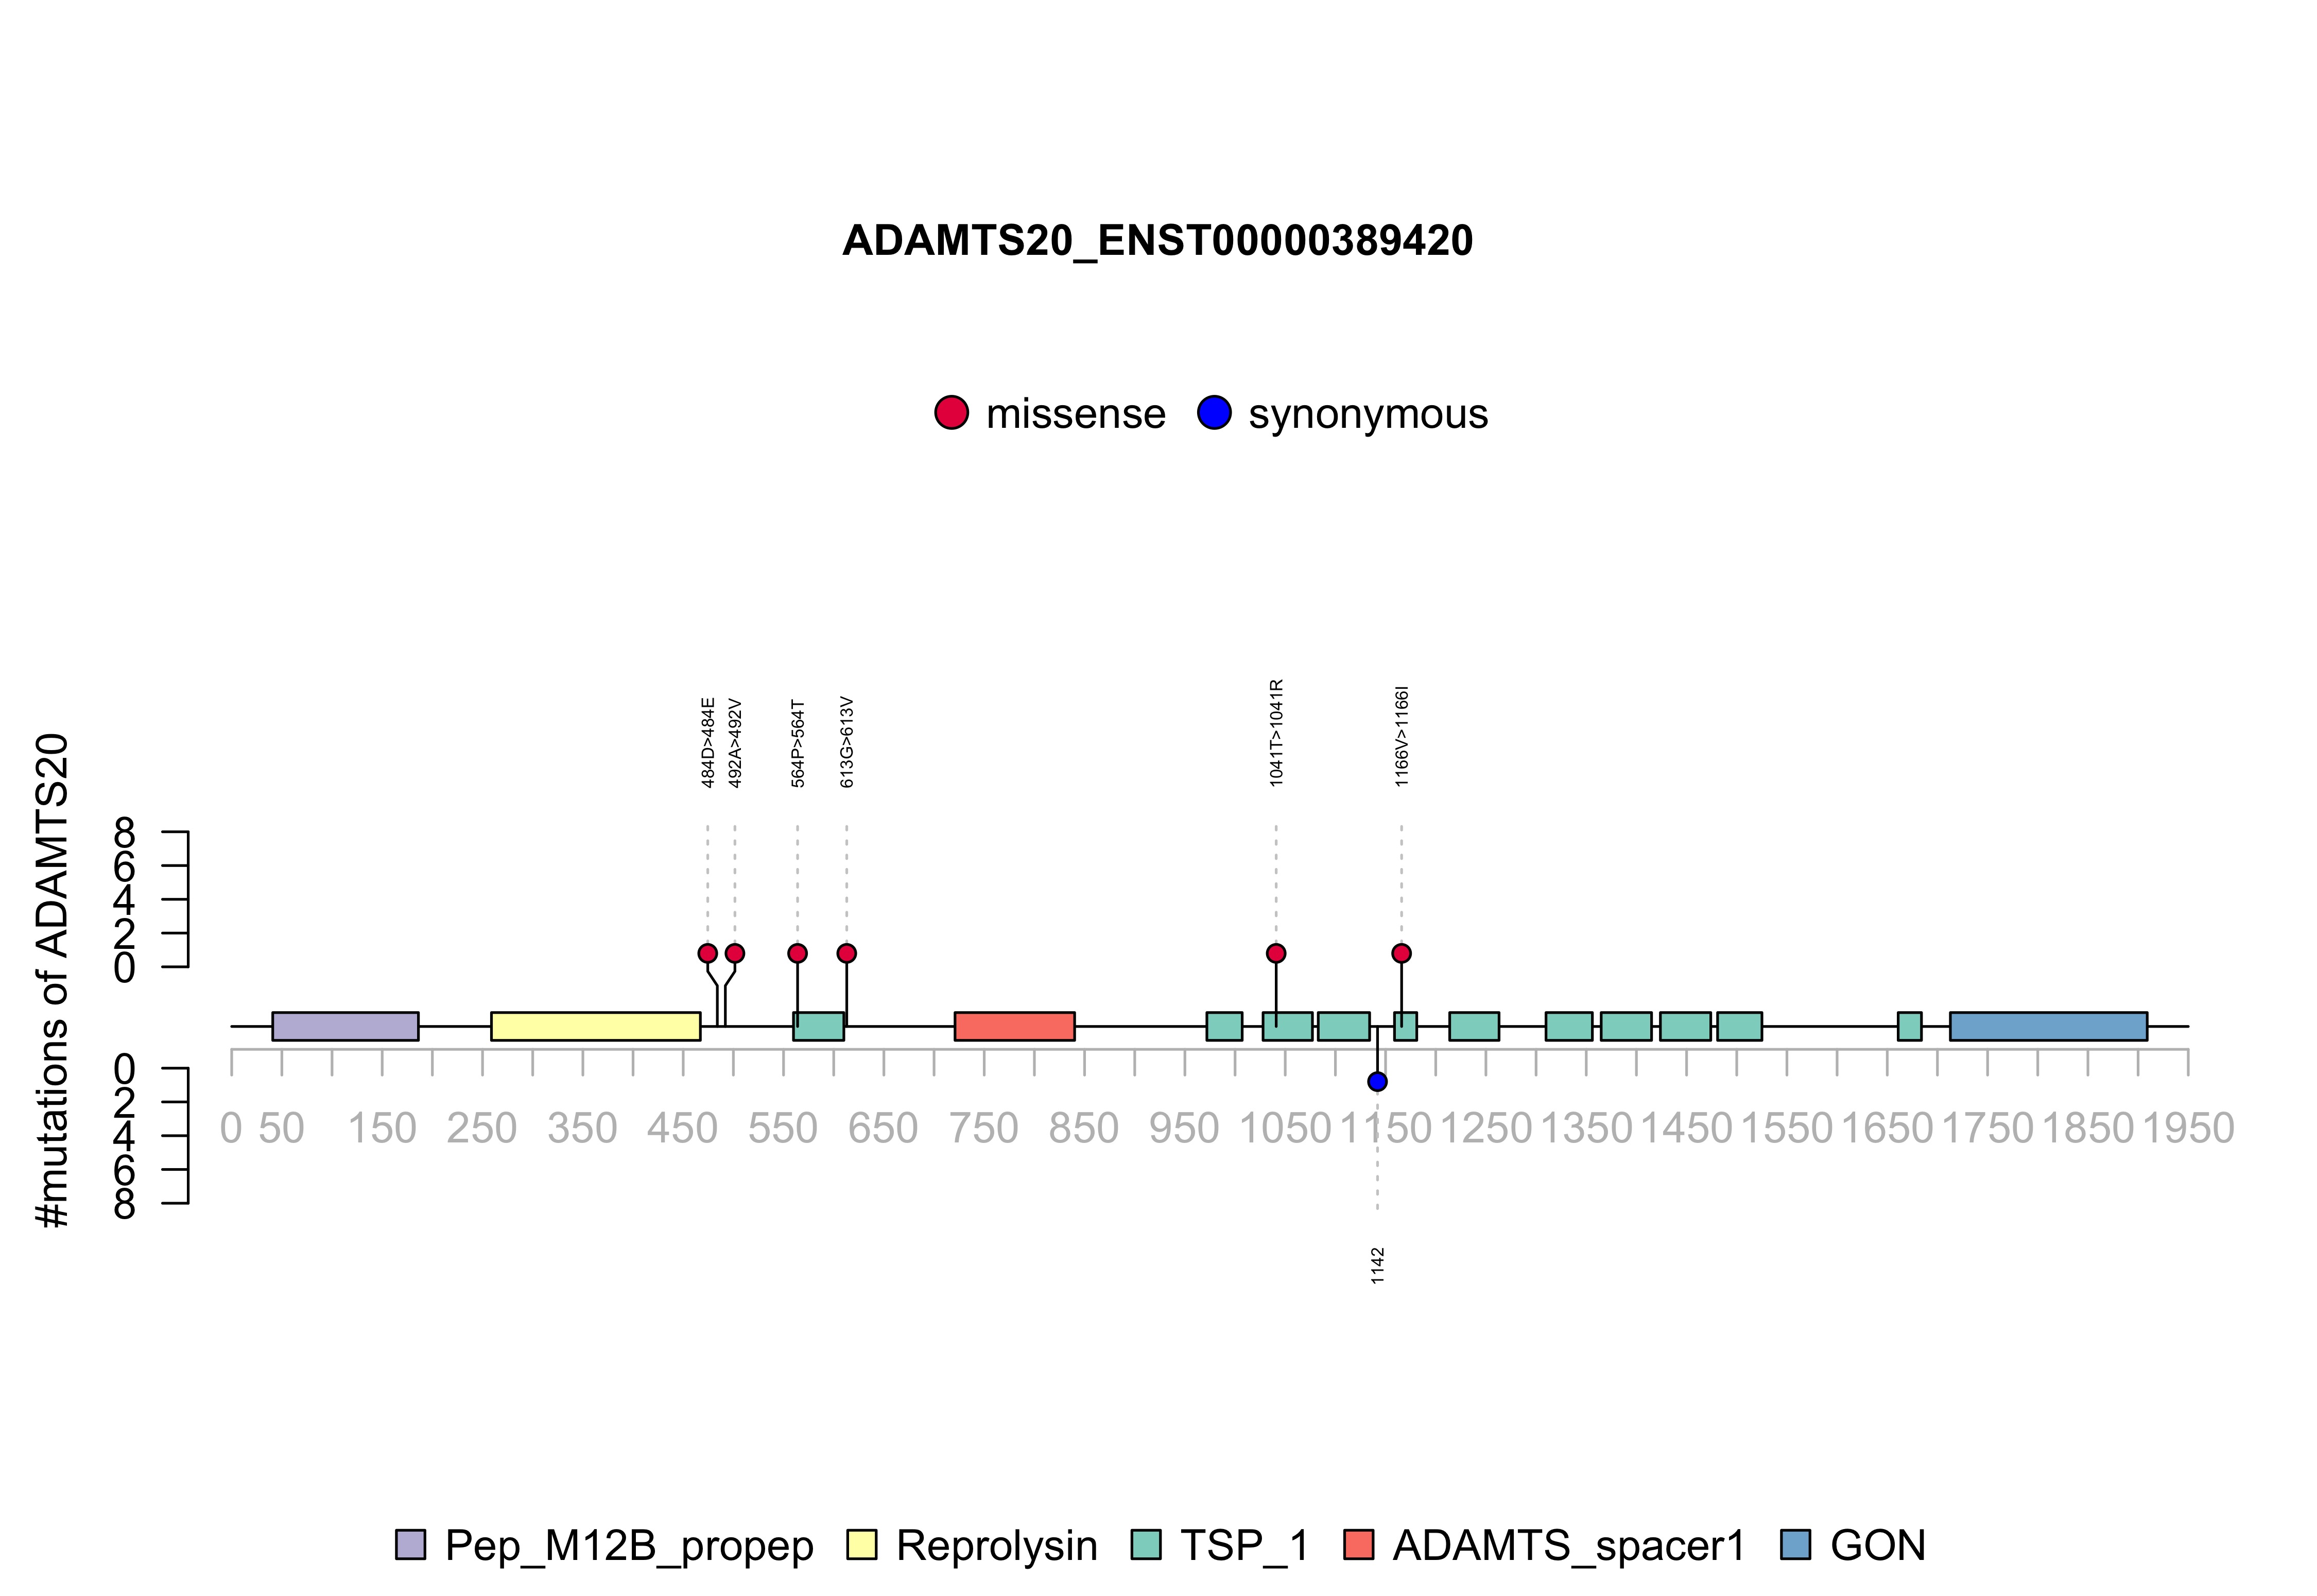 ADAMTS20_ENST00000389420
missense synonymous
484D>484E
492A>492V
564P>564T
613G>613V
1041T>1041R
1166V>1166I
#mutations of ADAMTS20
8
6
4
2
0
0
2
4
6
8
0 50 150 250 350 450 550 650 750 850 950 1050 1150 1250 1350 1450 1550 1650 1750 1850 1950
1142
Pep_M12B_propep Reprolysin TSP_1 ADAMTS_spacer1 GON